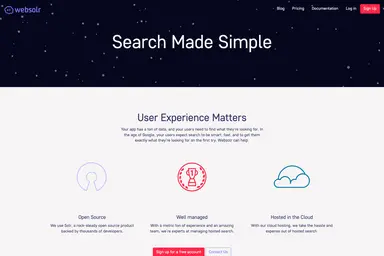 websolr
Blog
Pricing
Documentation
Log in
Sign Up
Search Made Simple
User Experience Matters
Your app has a ton of data, and your users need to find what they're looking for. In
the age of Google, your users expect search to be smart, fast, and to get them
exactly what they're looking for on the first try. Websolr can help.
Open Source
We use Solr, a rock-steady open source product
backed by thousands of developers.
Well managed
With a metric ton of experience and an amazing
team, we're experts at managing hosted search.
Hosted in the Cloud
With our cloud hosting, we take the hassle and
expense out of hosted search
Sign up for a free account
Contact Us